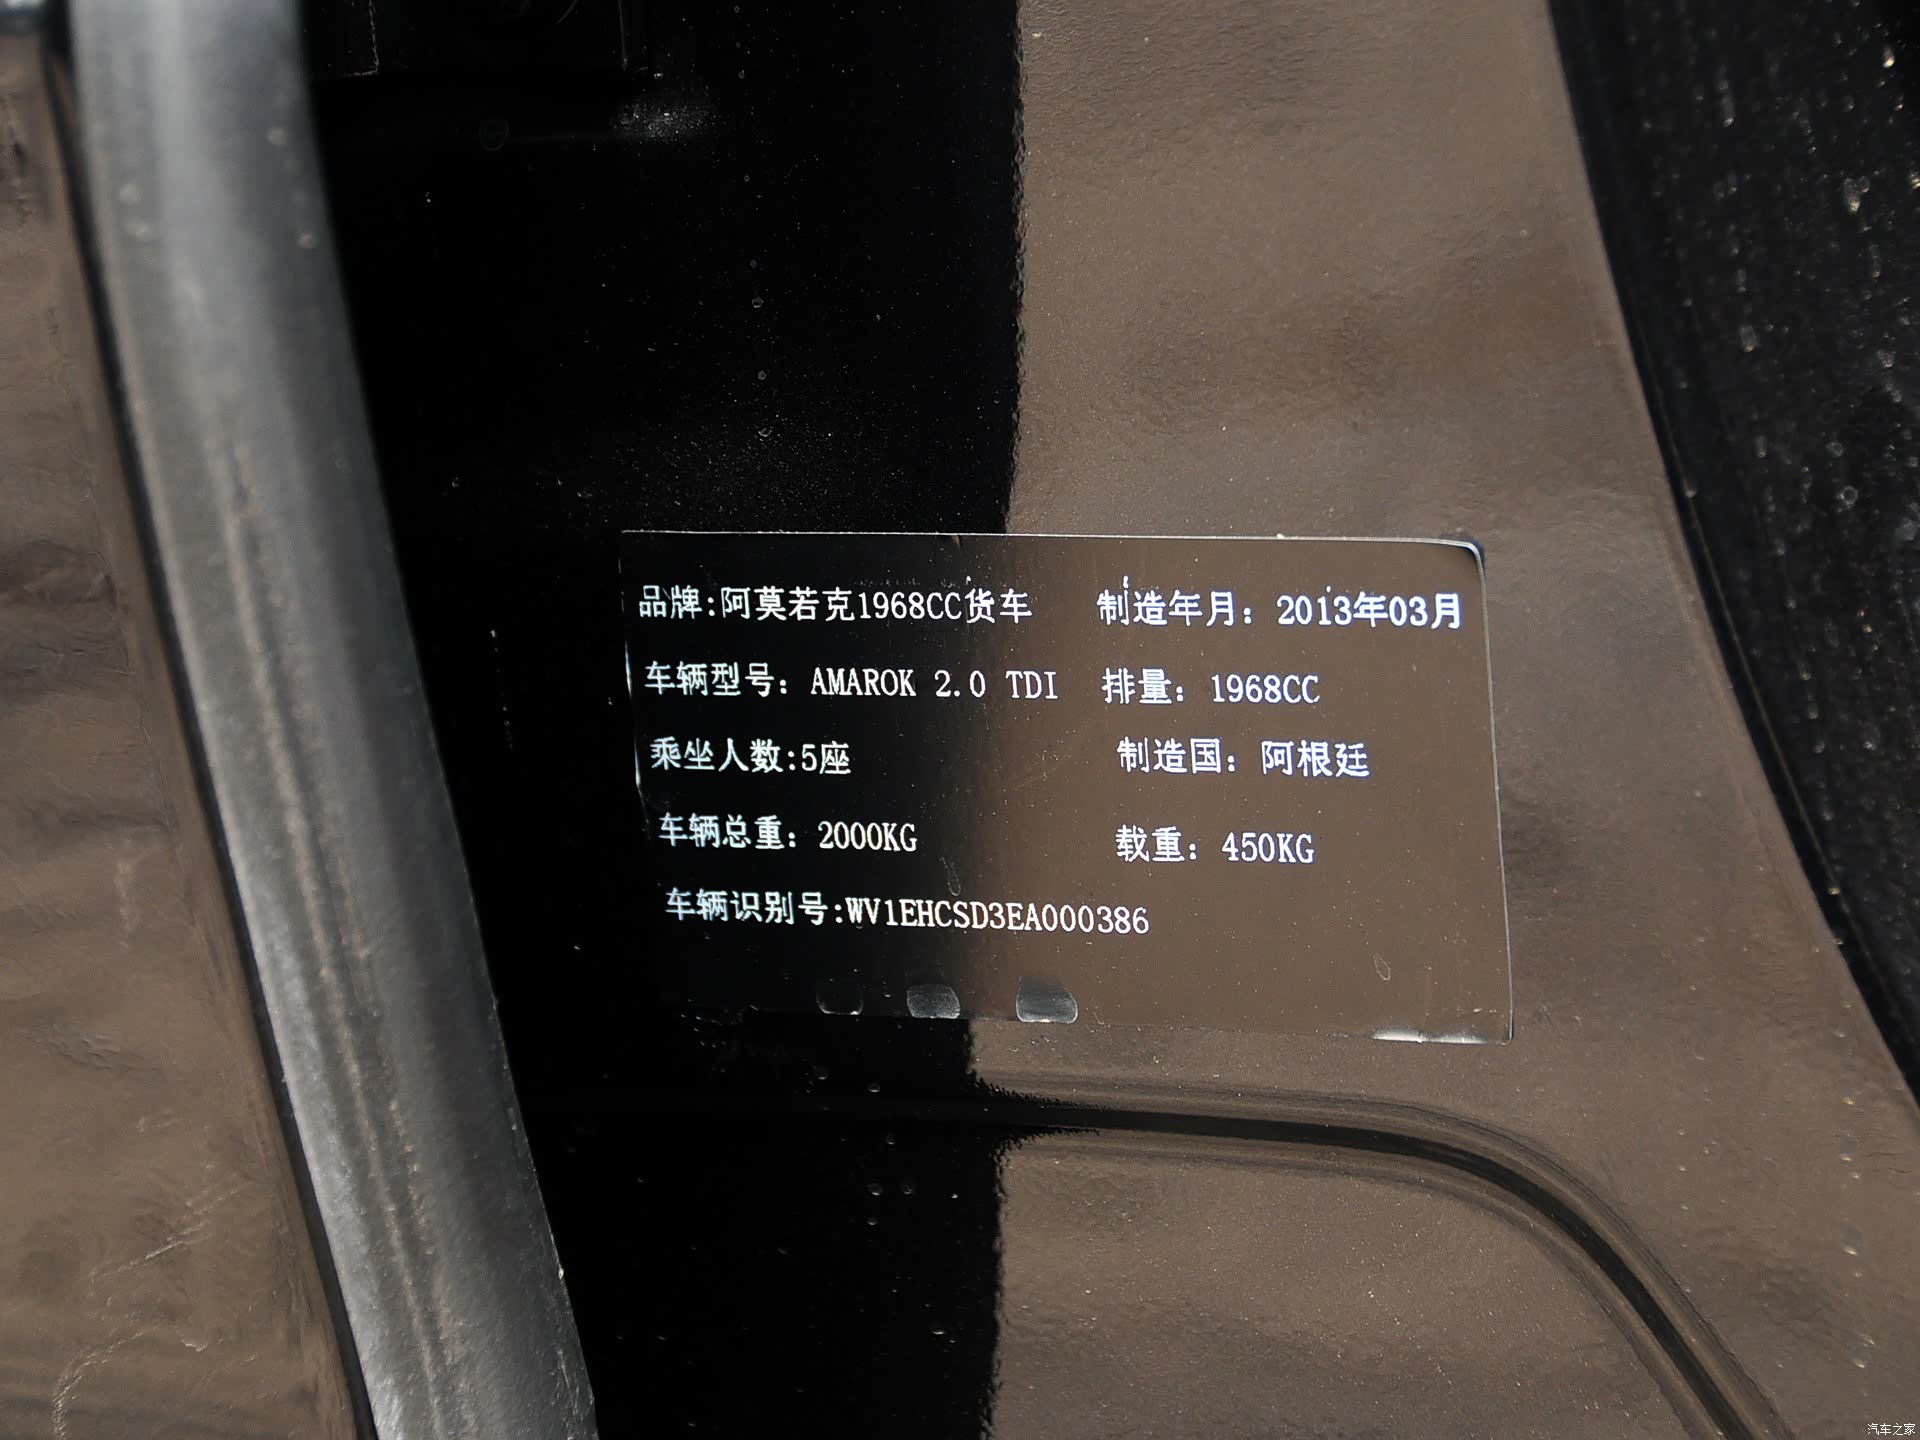 品牌:阿莫若克1968CC货车 制造年月：2013年03月
车辆型号：AMAROK 2.0 TDI 排量：1968CC
乘坐人数:5座 制造国：阿根廷
车辆总重：2000KG 载重：450KG
车辆识别号:WV1EHCSD3EA000386
汽车之家